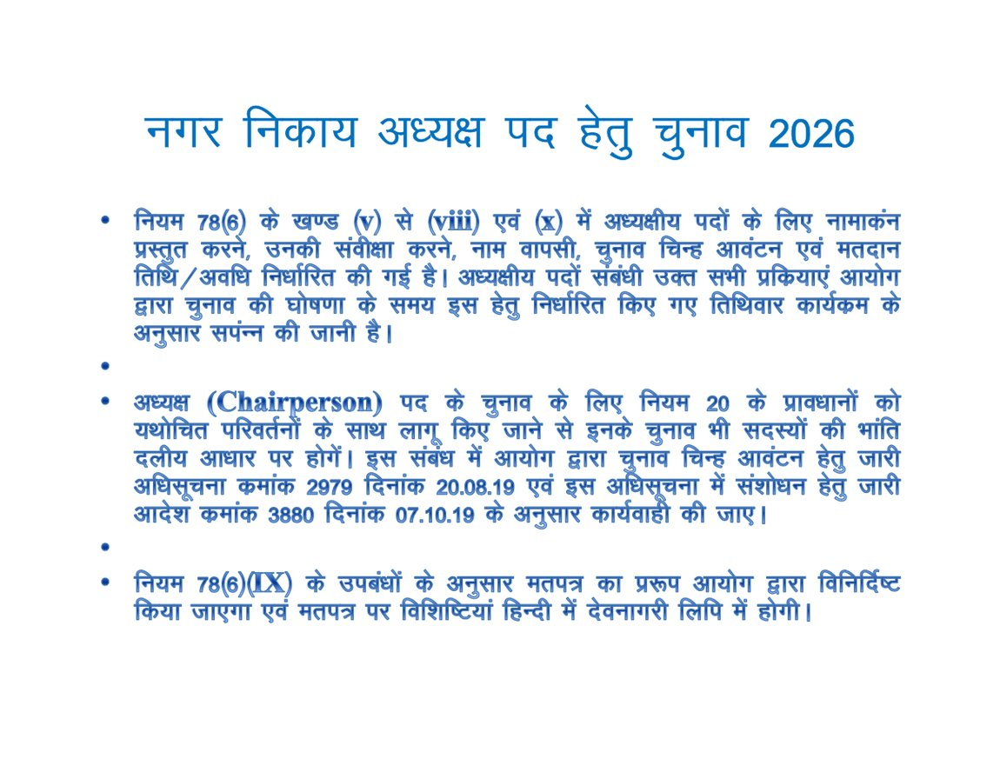 नगर निकाय अध्यक्ष पद हेतु चुनाव 2026
• नियम 78(6) के खण्ड (v) से (viii) एवं (x) में अध्यक्षीय पदों के लिए नामाकंन
प्रस्तुत करने, उनकी संवीक्षा करने, नाम वापसी, चुनाव चिन्ह आवंटन एवं मतदान
तिथि/अवधि निर्धारित की गई है। अध्यक्षीय पदों संबंधी उक्त सभी प्रकियाएं आयोग
द्वारा चुनाव की घोषणा के समय इस हेतु निर्धारित किए गए तिथिवार कार्यकम के
अनुसार सपंन्न की जानी है।
•
• अध्यक्ष (Chairperson) पद के चुनाव के लिए नियम 20 के प्रावधानों को
यथोचित परिवर्तनों के साथ लागू किए जाने से इनके चुनाव भी सदस्यों की भांति
दलीय आधार पर होगें। इस संबंध में आयोग द्वारा चुनाव चिन्ह आवंटन हेतु जारी
अधिसूचना कमांक 2979 दिनांक 20.08.19 एवं इस अधिसूचना में संशोधन हेतु जारी
आदेश कमांक 3880 दिनांक 07.10.19 के अनुसार कार्यवाही की जाए।
•
• नियम 78(6)(IX) के उपबंधों के अनुसार मतपत्र का प्ररूप आयोग द्वारा विनिर्दिष्ट
किया जाएगा एवं मतपत्र पर विशिष्टियां हिन्दी में देवनागरी लिपि में होगी।